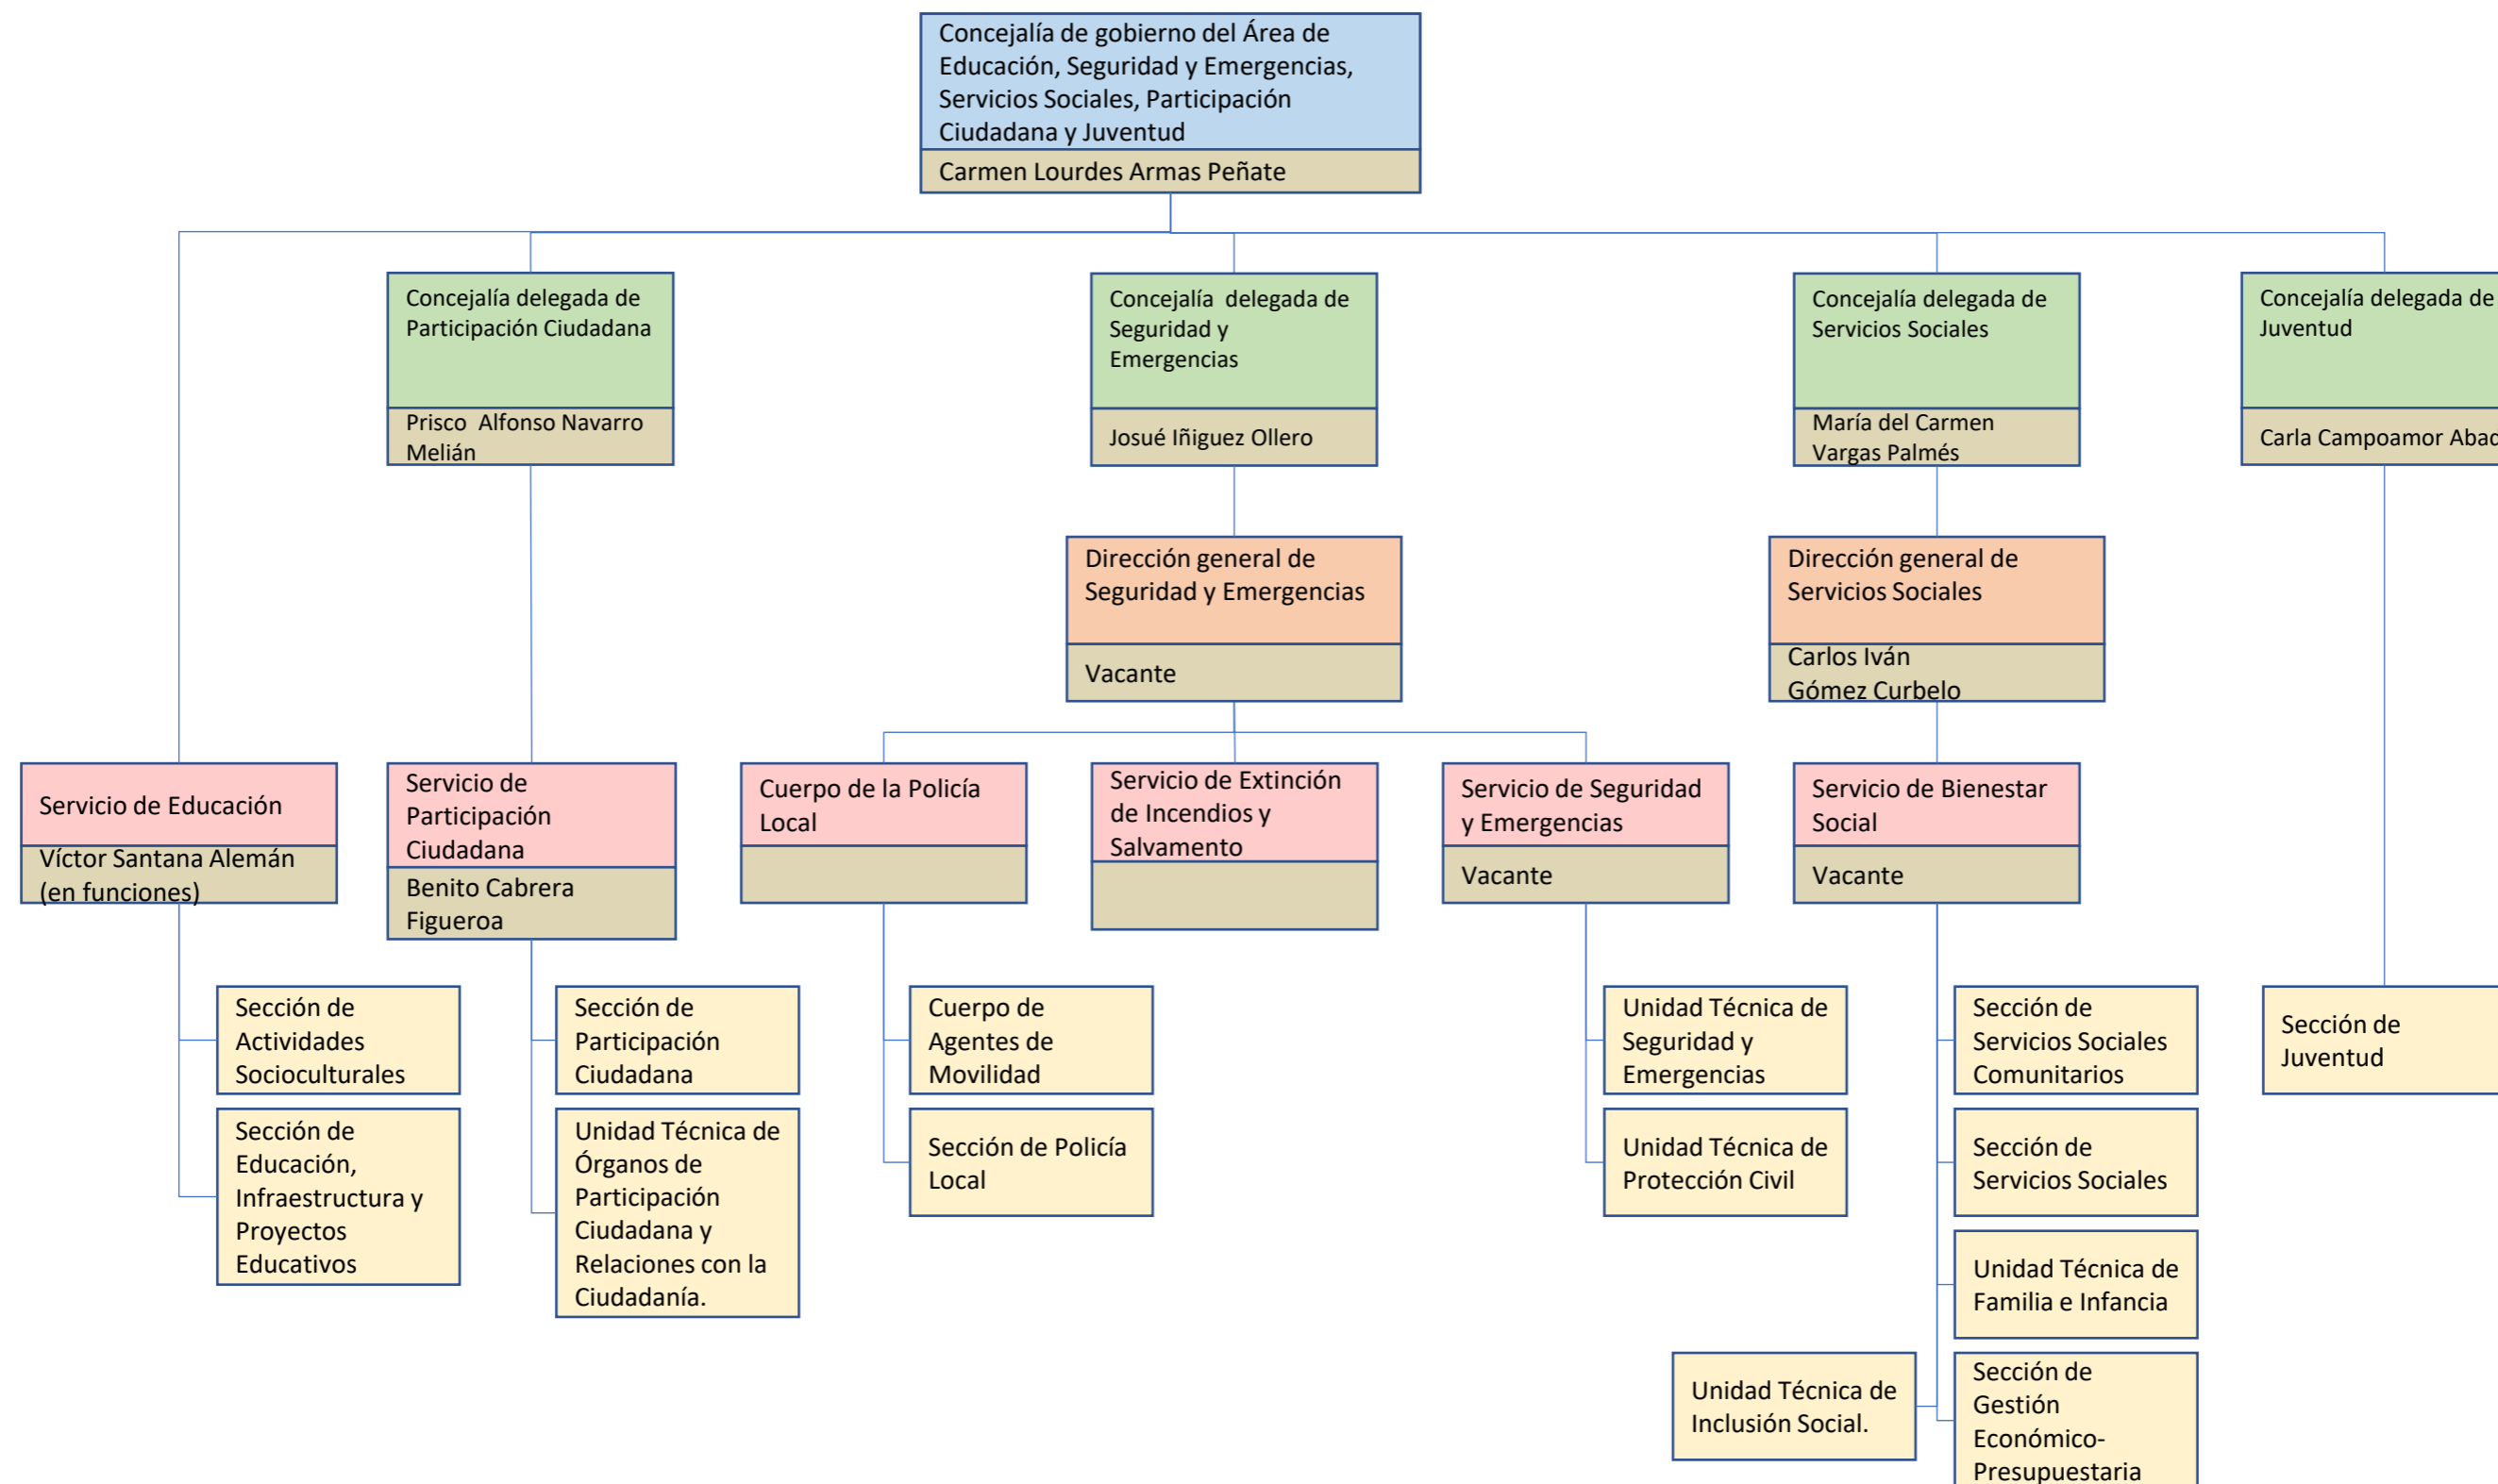 Concejalía de gobierno del Área de
Educación, Seguridad y Emergencias,
Servicios Sociales, Participación
Ciudadana y Juventud
Carmen Lourdes Armas Peñate
Concejalía delegada de
Participación Ciudadana
Prisco  Alfonso Navarro
Melián
Concejalía  delegada de
Seguridad y
Emergencias
Josué Iñiguez Ollero
Concejalía delegada de
Servicios Sociales
María del Carmen
Vargas Palmés
Concejalía delegada de
Juventud
Carla Campoamor Abad
Dirección general de
Seguridad y Emergencias
Vacante
Dirección general de
Servicios Sociales
Carlos Iván
Gómez Curbelo
Servicio de Educación
Víctor Santana Alemán
(en funciones)
Servicio de
Participación
Ciudadana
Benito Cabrera
Figueroa
Cuerpo de la Policía
Local
Servicio de Extinción
de Incendios y
Salvamento
Servicio de Seguridad
y Emergencias
Vacante
Servicio de Bienestar
Social
Vacante
Sección de
Actividades
Socioculturales
Sección de
Educación,
Infraestructura y
Proyectos
Educativos
Sección de
Participación
Ciudadana
Unidad Técnica de
Órganos de
Participación
Ciudadana y
Relaciones con la
Ciudadanía.
Cuerpo de
Agentes de
Movilidad
Sección de Policía
Local
Unidad Técnica de
Seguridad y
Emergencias
Unidad Técnica de
Protección Civil
Sección de
Servicios Sociales
Comunitarios
Sección de
Servicios Sociales
Unidad Técnica de
Familia e Infancia
Unidad Técnica de
Inclusión Social.
Sección de
Gestión
Económico-
Presupuestaria
Sección de
Juventud